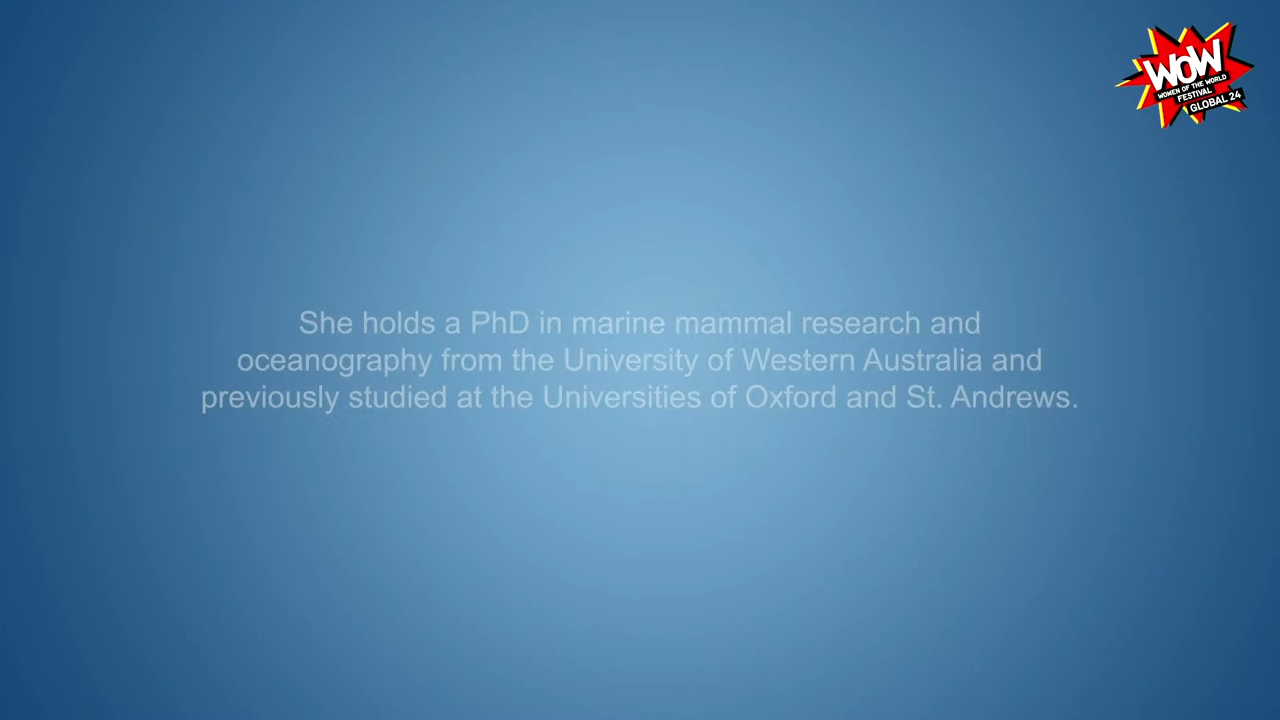 WOW
WOMEN OF THE WORLD
FESTIVAL
GLOBAL 24
She holds a PhD in marine mammal research and
oceanography from the University of Western Australia and
previously studied at the Universities of Oxford and St. Andrews.